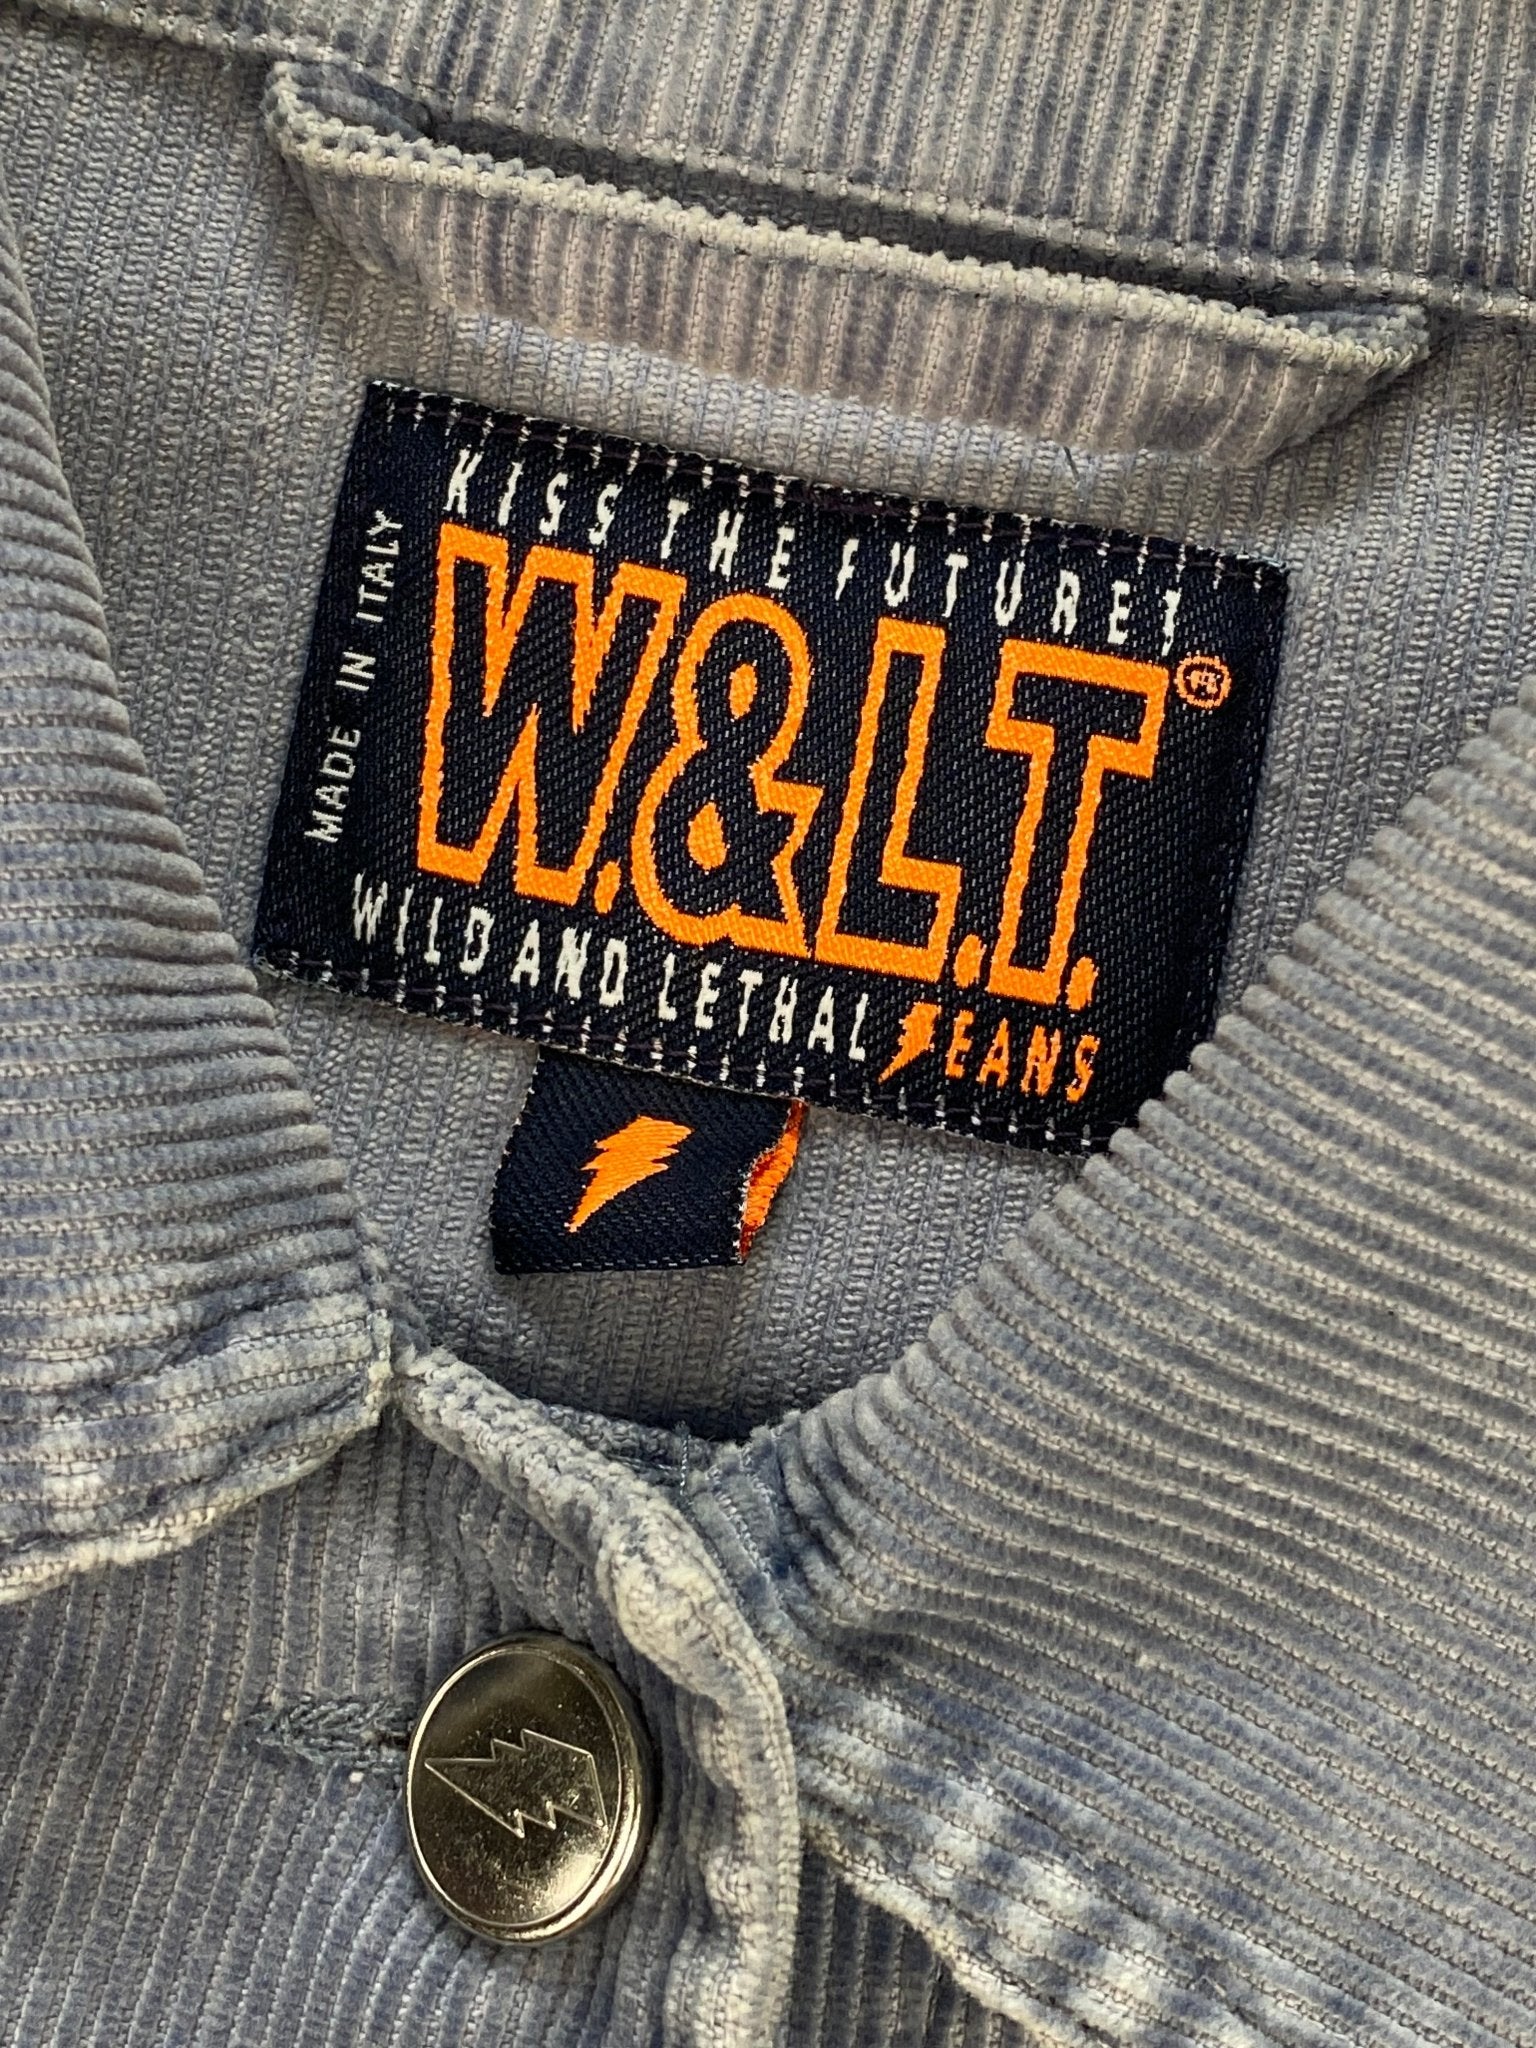 KISS THE FUTURE!
W.&L.T.®
WILD AND LETHAL JEANS
MADE IN ITALY